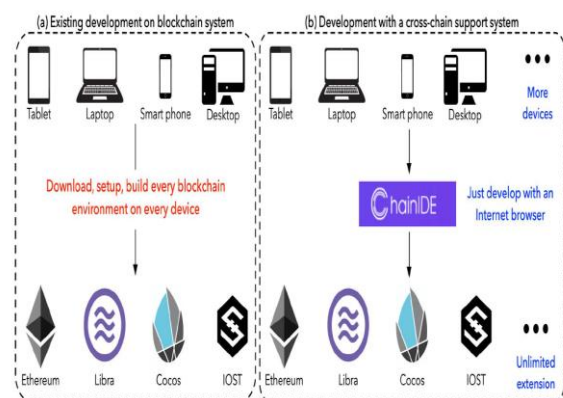 (a) Existing development on blockchain system
Tablet Laptop Smart phone Desktop
Download, setup, build every blockchain
environment on every device
Ethereum Libra Cocos IOST
(b) Development with a cross-chain support system
Tablet Laptop Smart phone Desktop
More
devices
ChainIDE
Just develop with an
Internet browser
Ethereum Libra Cocos IOST
Unlimited
extension